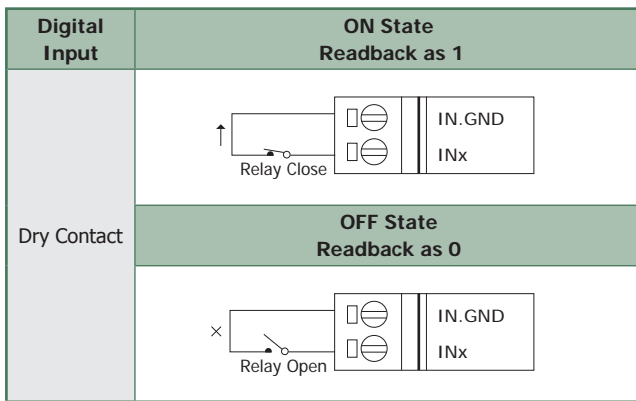 Digital
Input
ON State
Readback as 1
IN.GND
INx
Relay Close
Dry Contact
OFF State
Readback as 0
IN.GND
INx
Relay Open